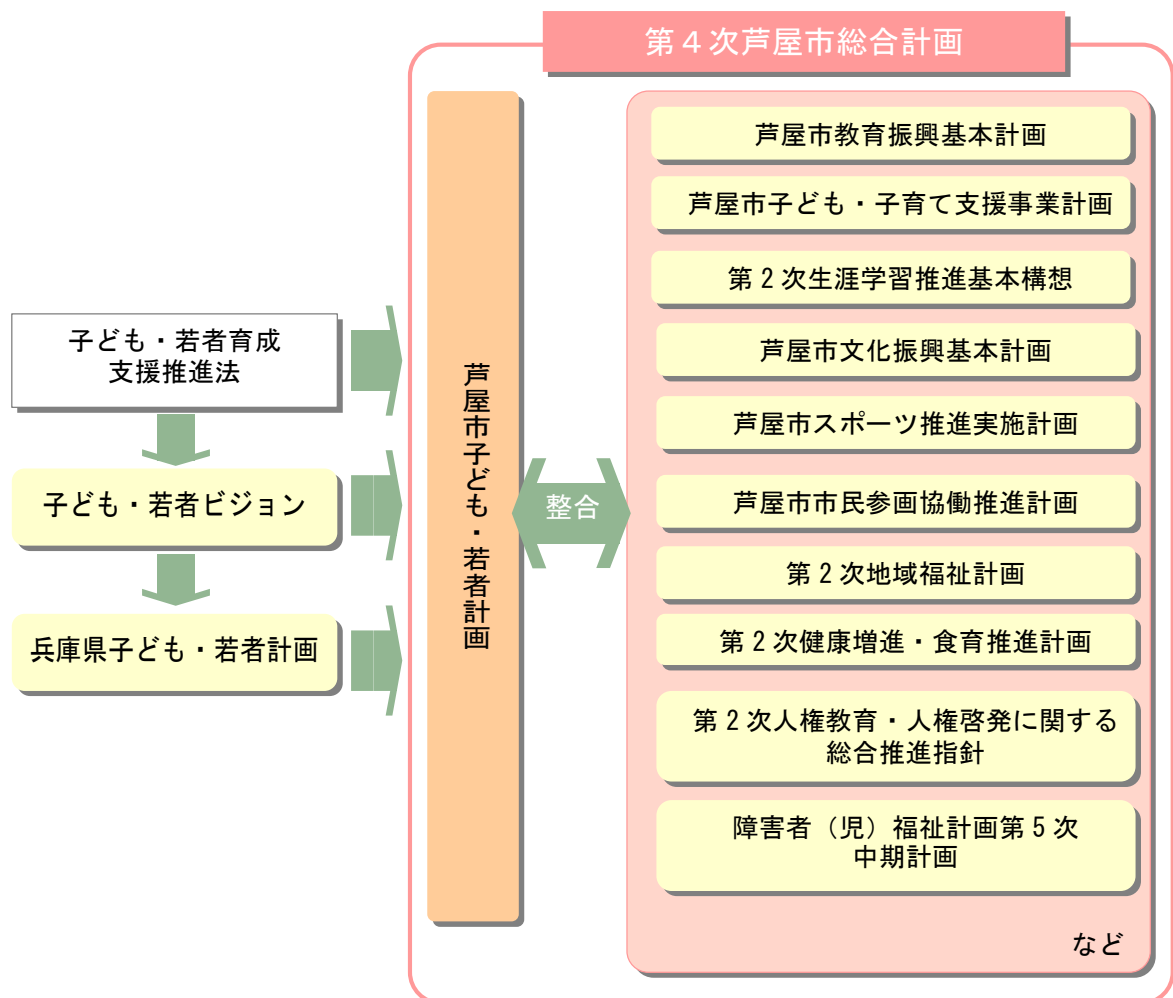 第４次芦屋市総合計画
子ども・若者育成
支援推進法
子ども・若者ビジョン
兵庫県子ども・若者計画
芦屋市子ども・若者計画
整合
芦屋市教育振興基本計画
芦屋市子ども・子育て支援事業計画
第２次生涯学習推進基本構想
芦屋市文化振興基本計画
芦屋市スポーツ推進実施計画
芦屋市市民参画協働推進計画
第２次地域福祉計画
第２次健康増進・食育推進計画
第２次人権教育・人権啓発に関する
総合推進指針
障害者（児）福祉計画第５次
中期計画
など